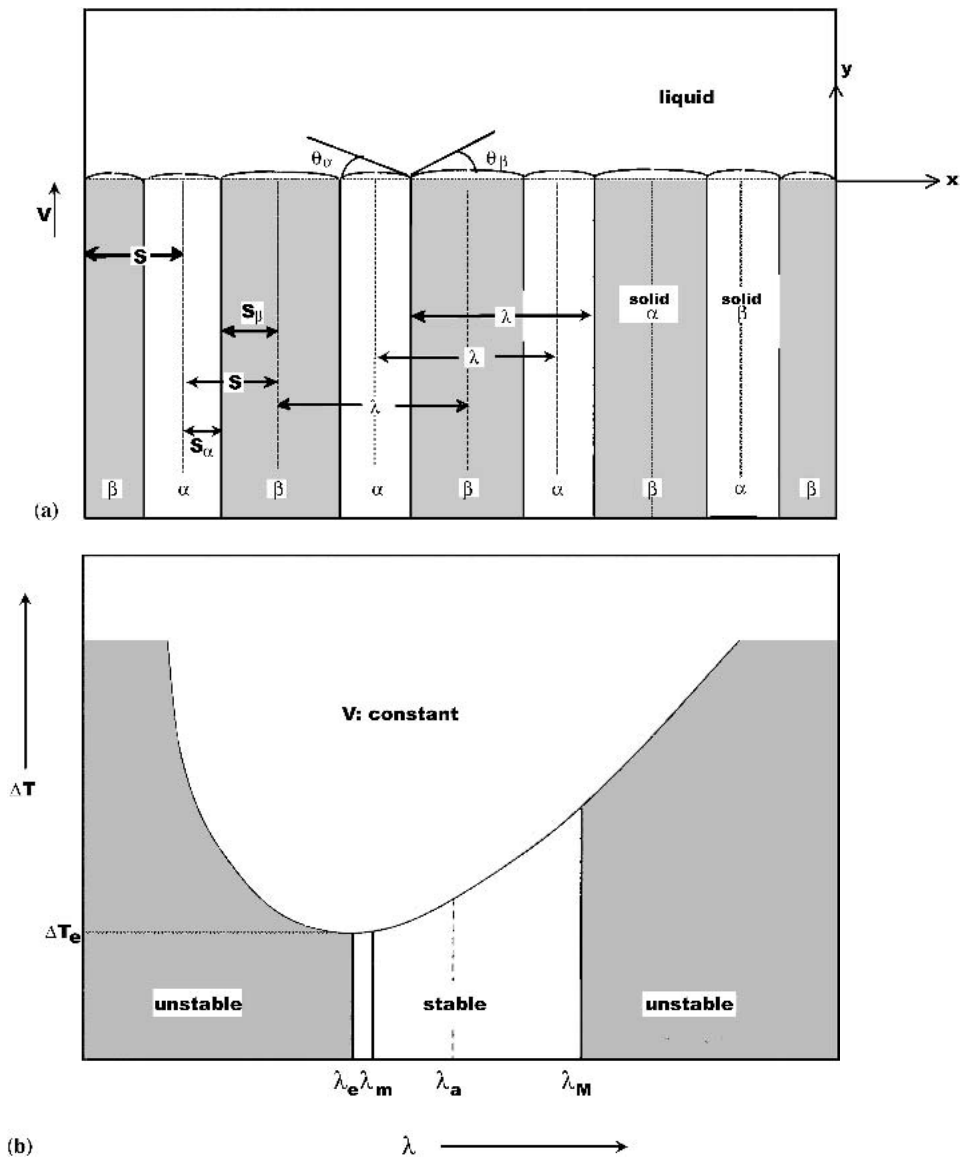 y
liquid
θα θβ
x
V
S
solid α solid β
Sβ
λ
λ
S
λ
Sα
β α β α β α β α β
(a)
V: constant
ΔT
ΔTe
unstable stable unstable
λe λm λa λM
(b) λ